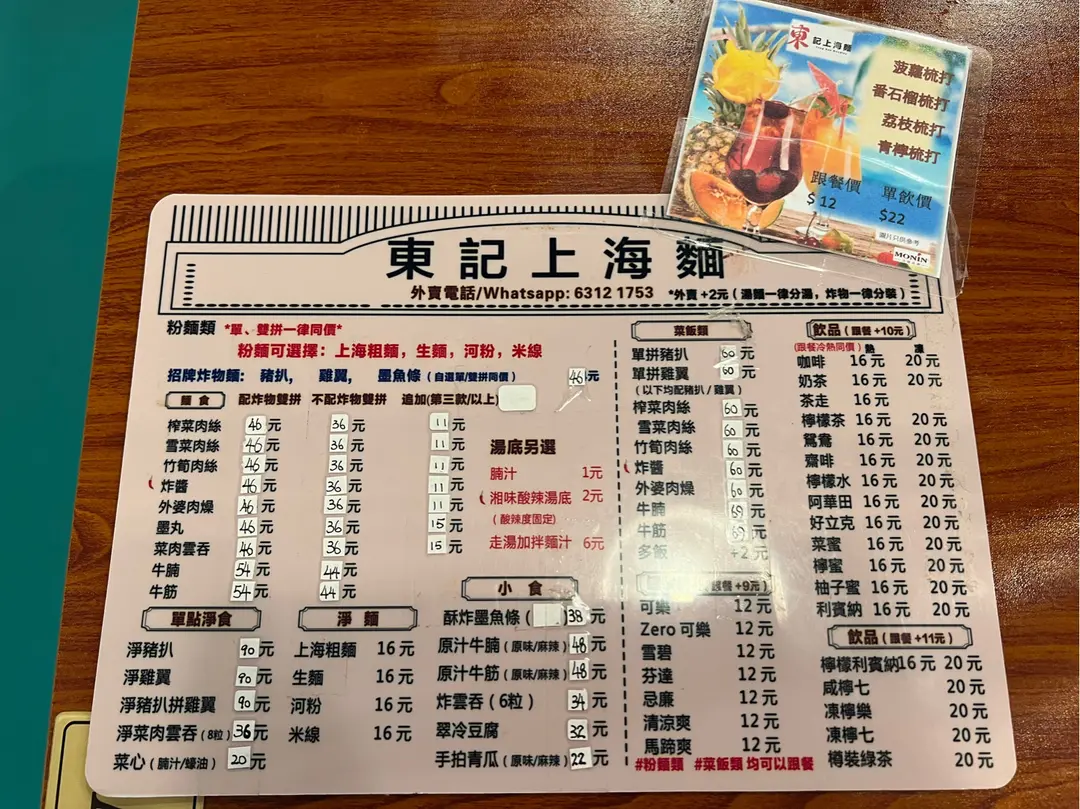 東 記上海麵
菠蘿梳打
番石榴梳打
荔枝梳打
青檸梳打
跟餐價 單飲價
$12 $22
圖片只供參考
MONIN
東記上海麵
外賣電話/Whatsapp: 6312 1753 *外賣 +2元 ( 湯麵一律分湯，炸物一律分裝 )
粉麵類 *單、雙拼一律同價*
粉麵可選擇：上海粗麵，生麵，河粉，米線
招牌炸物麵： 豬扒， 雞翼， 墨魚條 ( 自選單/雙拼同價 ) 46元
麵食 配炸物雙拼 不配炸物雙拼 追加(第三款/以上)
榨菜肉絲 46元 36元 11元
雪菜肉絲 46元 36元 11元
竹荀肉絲 46元 36元 11元
炸醬 46元 36元 11元
外婆肉燥 46元 36元 11元
墨丸 46元 36元 15元
菜肉雲吞 46元 36元 15元
牛腩 54元 44元
牛筋 54元 44元
湯底另選
腩汁 1元
湘味酸辣湯底 2元
( 酸辣度固定)
走湯加拌麵汁 6元
單點淨食
淨豬扒 90元
淨雞翼 90元
淨豬扒拼雞翼 90元
淨菜肉雲吞 (8粒) 36元
菜心 (腩汁/蠔油) 20元
淨麵
上海粗麵 16元
生麵 16元
河粉 16元
米線 16元
小食
酥炸墨魚條 ( ) 38元
原汁牛腩 ( 原味/麻辣 ) 48元
原汁牛筋 ( 原味/麻辣 ) 48元
炸雲吞 ( 6粒 ) 34元
翠冷豆腐 32元
手拍青瓜 ( 原味/麻辣 ) 22元
菜飯類
單拼豬扒 60元
單拼雞翼 60元
( 以下均配豬扒 / 雞翼 )
榨菜肉絲 60元
雪菜肉絲 60元
竹荀肉絲 60元
炸醬 60元
外婆肉燥 60元
牛腩 元
牛筋 元
多飯 +2元
跟餐 +9元)
可樂 12元
Zero 可樂 12元
雪碧 12元
芬達 12元
忌廉 12元
清涼爽 12元
馬蹄爽 12元
#粉麵類 #菜飯類 均可以跟餐
飲品 ( 跟餐 +10元 )
(跟餐冷熱同價) 熱 凍
咖啡 16元 20元
奶茶 16元 20元
茶走 16元
檸檬茶 16元 20元
鴛鴦 16元 20元
齋啡 16元 20元
檸檬水 16元 20元
阿華田 16元 20元
好立克 16元 20元
菜蜜 16元 20元
檸蜜 16元 20元
柚子蜜 16元 20元
利賓納 16元 20元
飲品 ( 跟餐 +11元 )
檸檬利賓納16元 20元
咸檸七 20元
凍檸樂 20元
凍檸七 20元
樽裝綠茶 20元